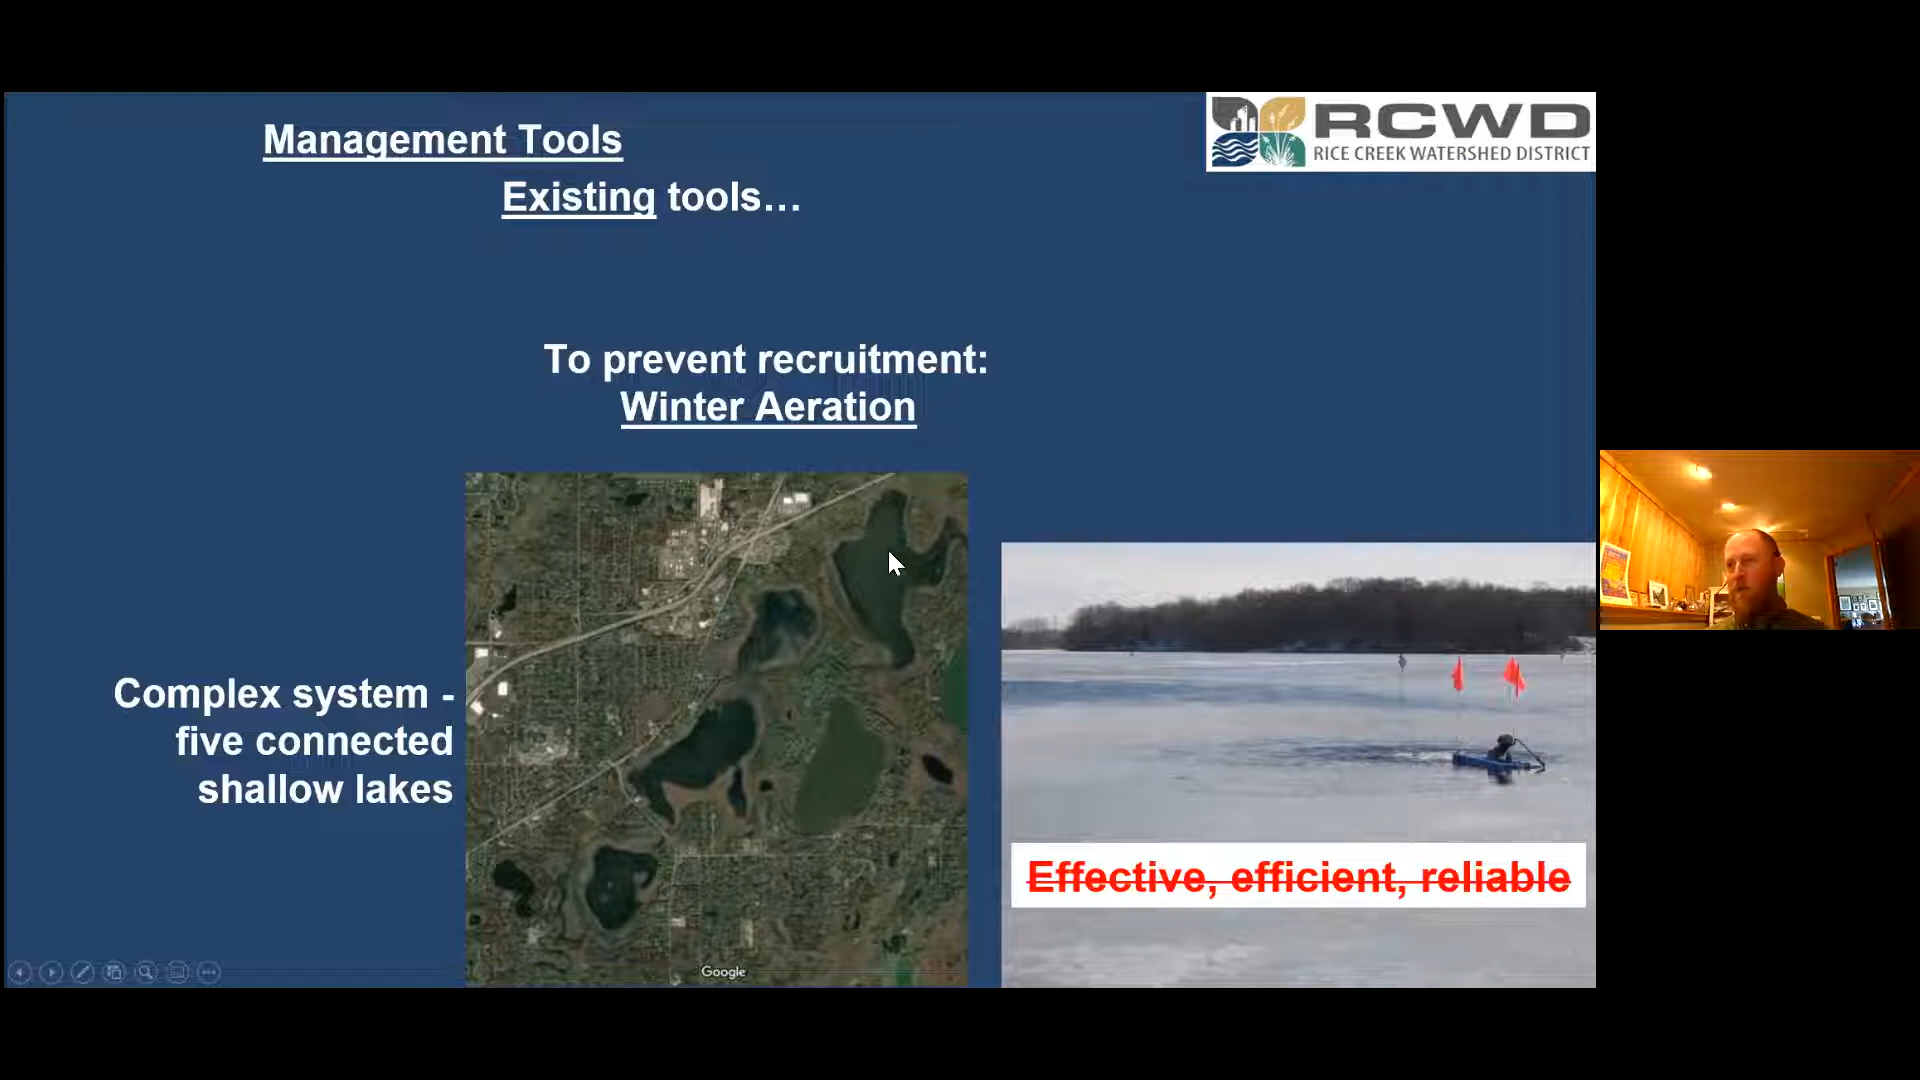 Management Tools
RCWD
RICE CREEK WATERSHED DISTRICT
Existing tools…
To prevent recruitment:
Winter Aeration
Complex system -
five connected
shallow lakes
Effective, efficient, reliable
Google